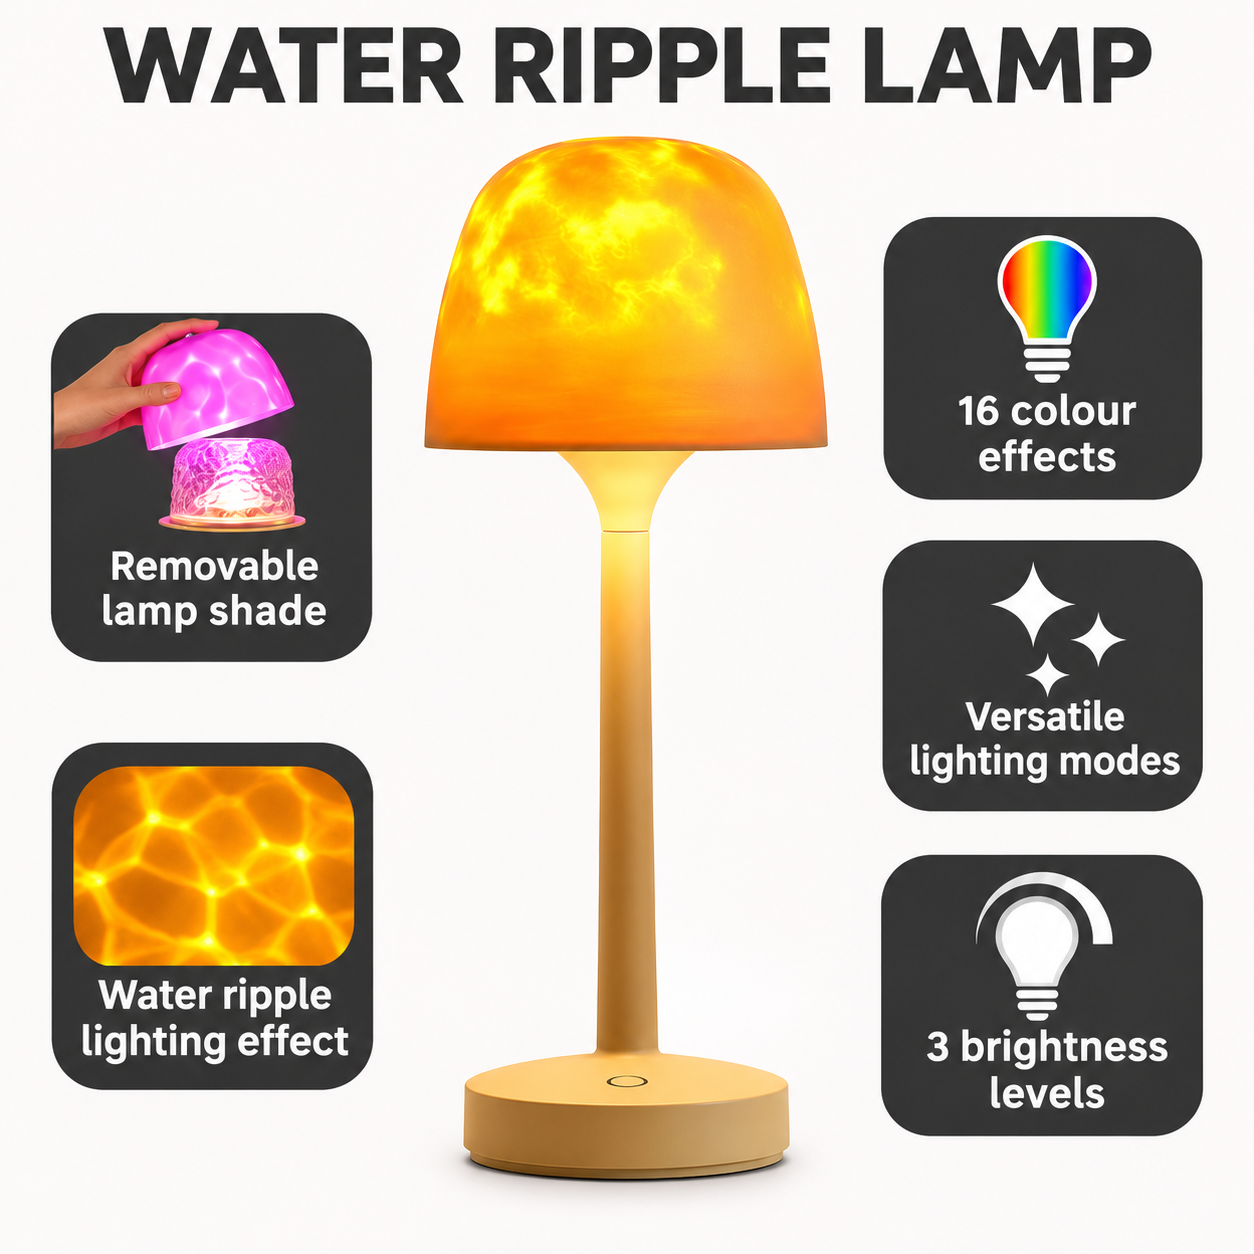 WATER RIPPLE LAMP
Removable
lamp shade
Water ripple
lighting effect
16 colour
effects
Versatile
lighting modes
3 brightness
levels